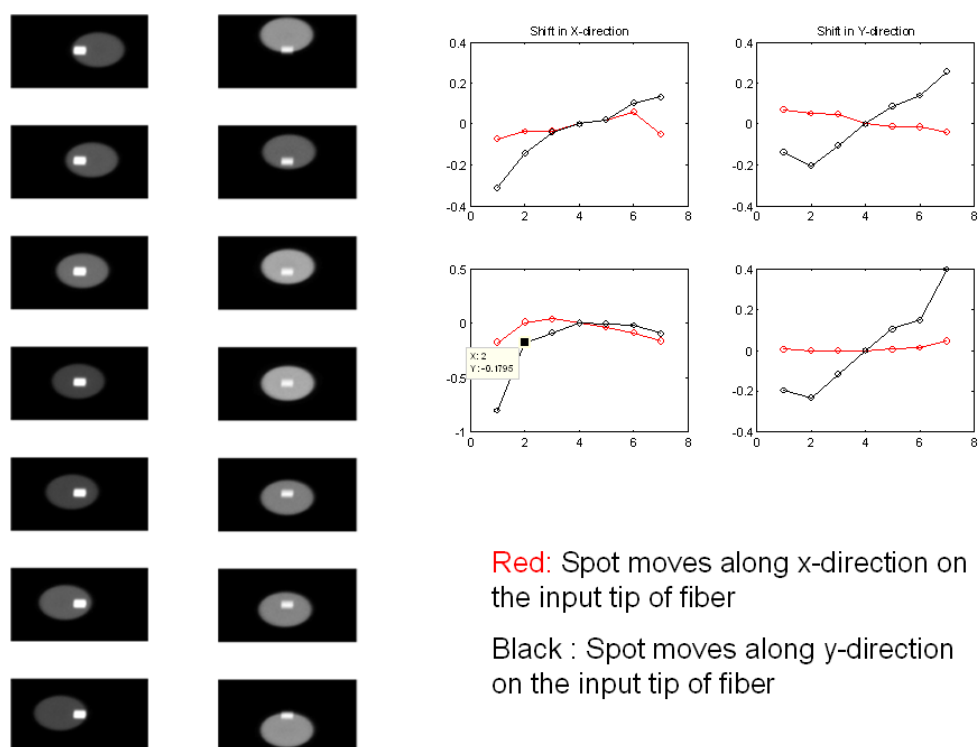 Shift in X-direction
0.4
0.2
0
-0.2
-0.4
0 2 4 6 8
Shift in Y-direction
0.4
0.2
0
-0.2
-0.4
0 2 4 6 8
0.5
0
-0.5
-1
X: 2
Y: -0.1795
0 2 4 6 8
0.4
0.2
0
-0.2
-0.4
0 2 4 6 8
Red: Spot moves along x-direction on
the input tip of fiber
Black : Spot moves along y-direction
on the input tip of fiber